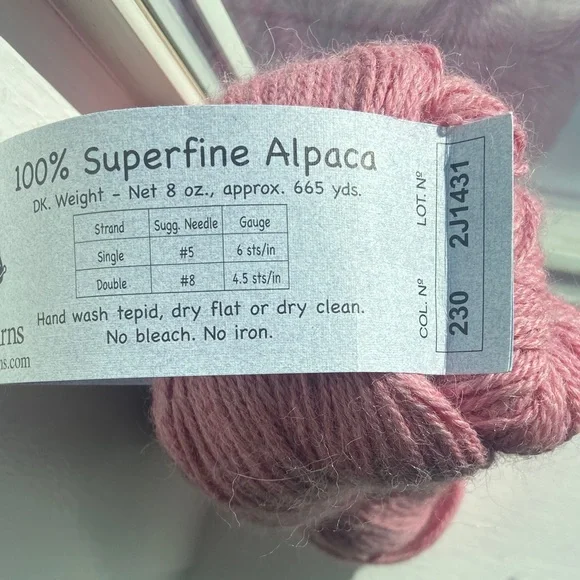 100% Superfine Alpaca
DK. Weight - Net 8 oz., approx. 665 yds.
Strand Sugg. Needle Gauge
Single #5 6 sts/in
Double #8 4.5 sts/in
Hand wash tepid, dry flat or dry clean.
No bleach. No iron.
rns
ns.com
COL. Nº LOT. Nº
230 2J1431